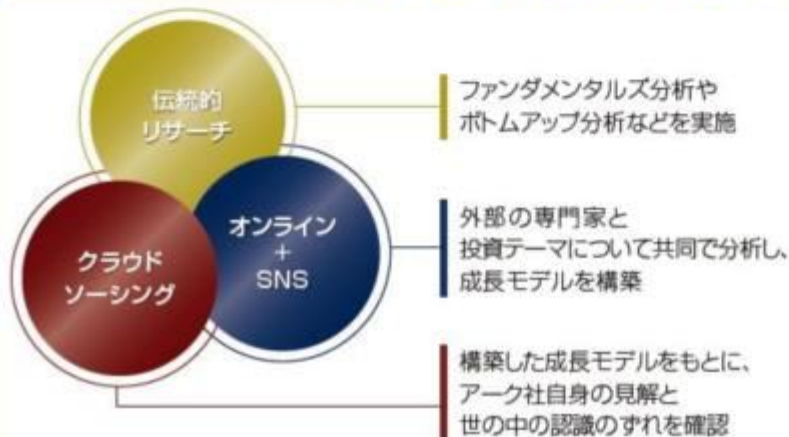 伝統的
リサーチ
ファンダメンタルズ分析や
ボトムアップ分析などを実施
オンライン
+
SNS
外部の専門家と
投資テーマについて共同で分析し、
成長モデルを構築
クラウド
ソーシング
構築した成長モデルをもとに、
アーク社自身の見解と
世の中の認識のずれを確認